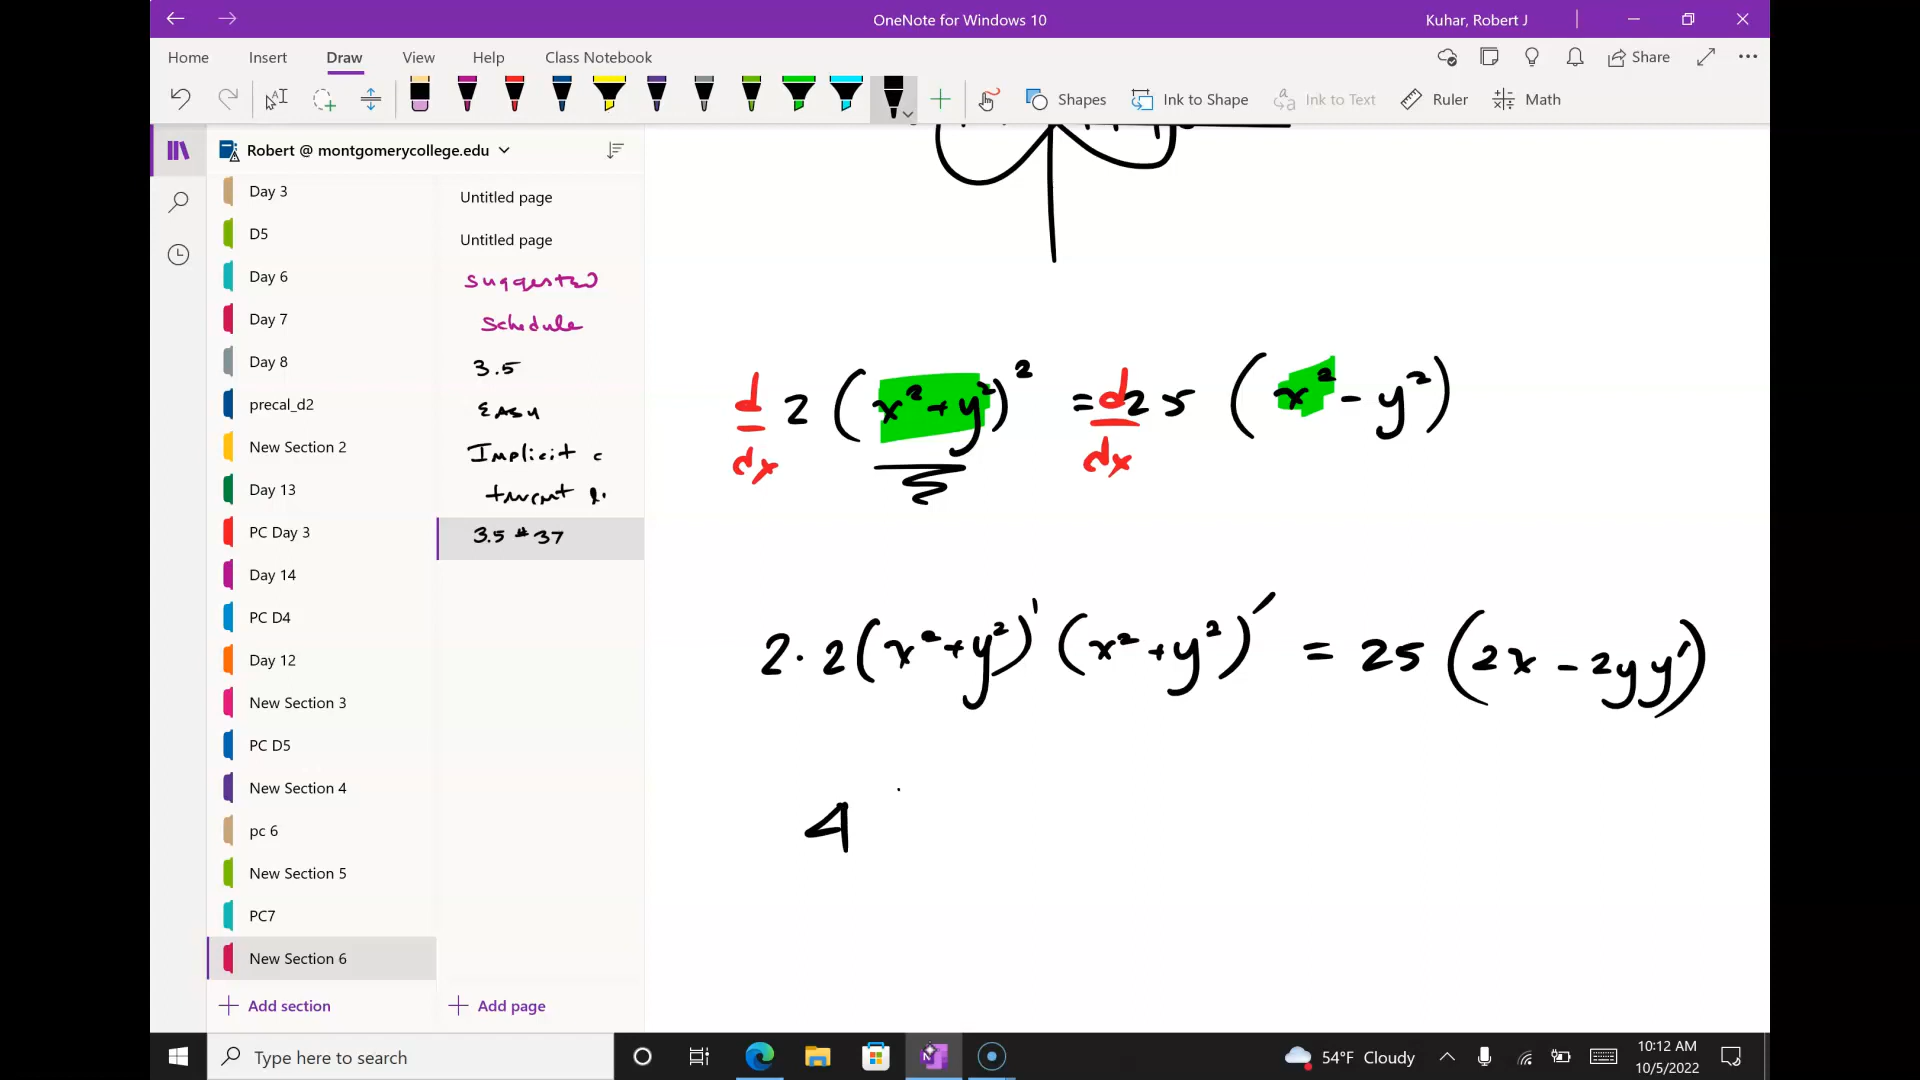 OneNote for Windows 10
Kuhar, Robert J
Home Insert Draw View Help Class Notebook Share
Shapes Ink to Shape Ink to Text Ruler Math
Robert @ montgomerycollege.edu
Day 3
D5
Day 6
Day 7
Day 8
precal_d2
New Section 2
Day 13
PC Day 3
Day 14
PC D4
Day 12
New Section 3
PC D5
New Section 4
pc 6
New Section 5
PC7
New Section 6
Add section
Untitled page
Untitled page
suggested
schedule
3.5
EASY
Implicit
3.5 # 37
Add page
d/dx 2 (x² + y²)² = d/dx 25 (x² - y²)
2 · 2 (x² + y²)¹ (x² + y²)′ = 25 (2x - 2yy′)
4
Type here to search
54°F Cloudy
10:12 AM
10/5/2022